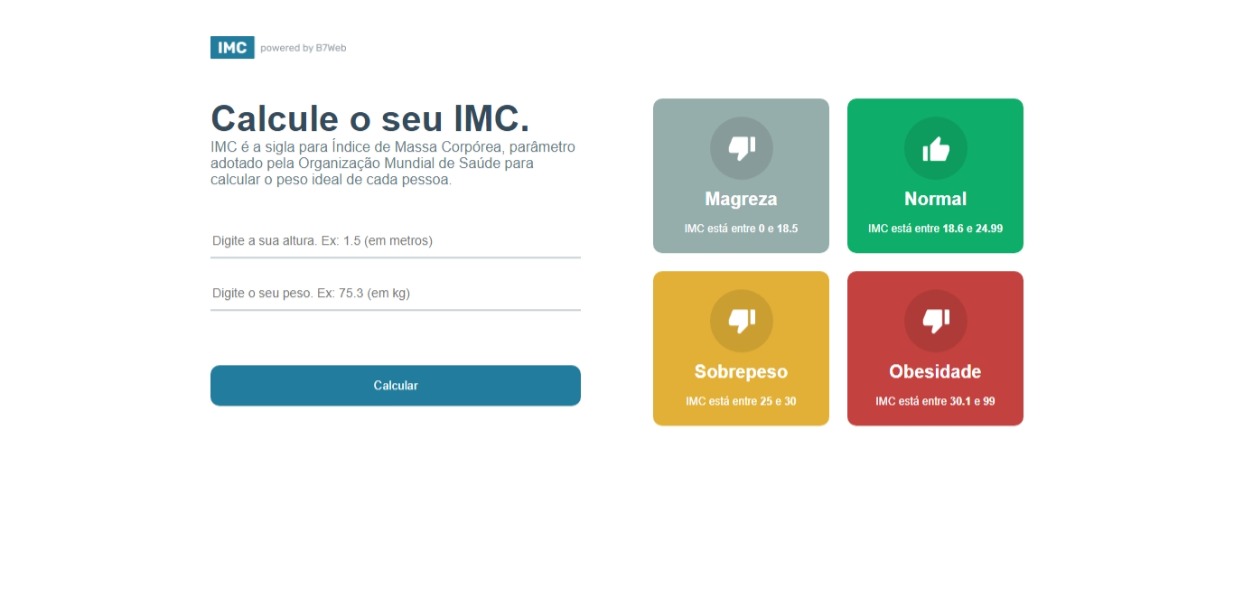 IMC powered by B7Web
Calcule o seu IMC.
IMC é a sigla para Índice de Massa Corpórea, parâmetro
adotado pela Organização Mundial de Saúde para
calcular o peso ideal de cada pessoa.
Digite a sua altura. Ex: 1.5 (em metros)
Digite o seu peso. Ex: 75.3 (em kg)
Calcular
Magreza
IMC está entre 0 e 18.5
Normal
IMC está entre 18.6 e 24.99
Sobrepeso
IMC está entre 25 e 30
Obesidade
IMC está entre 30.1 e 99